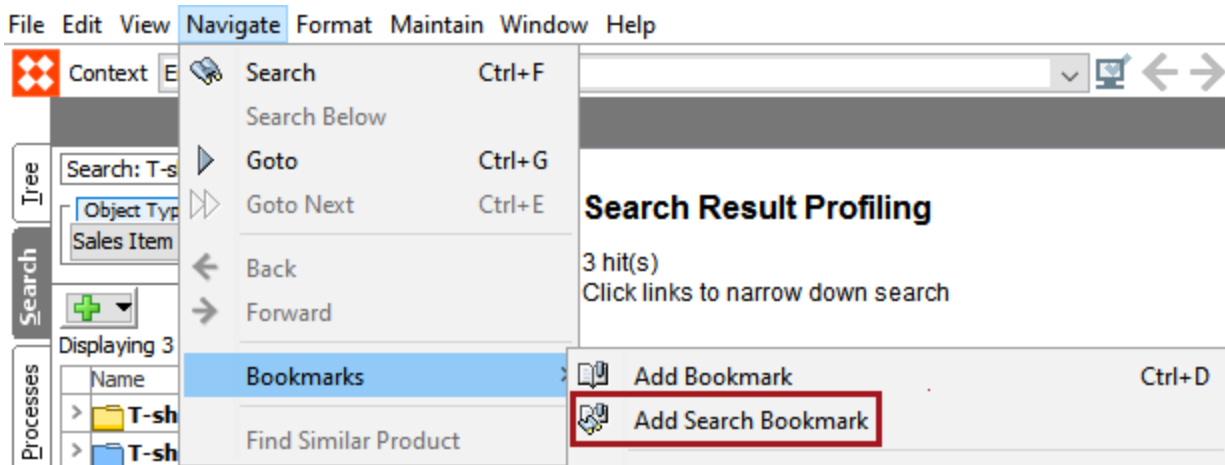 File Edit View Navigate Format Maintain Window Help
Context E
Search Ctrl+F
Search Below
Goto Ctrl+G
Goto Next Ctrl+E
Back
Forward
Bookmarks
Find Similar Product
Add Bookmark Ctrl+D
Add Search Bookmark
Tree
Search
Processes
Search: T-s
Object Typ
Sales Item
Displaying 3
Name
T-sh
T-sh
Search Result Profiling
3 hit(s)
Click links to narrow down search